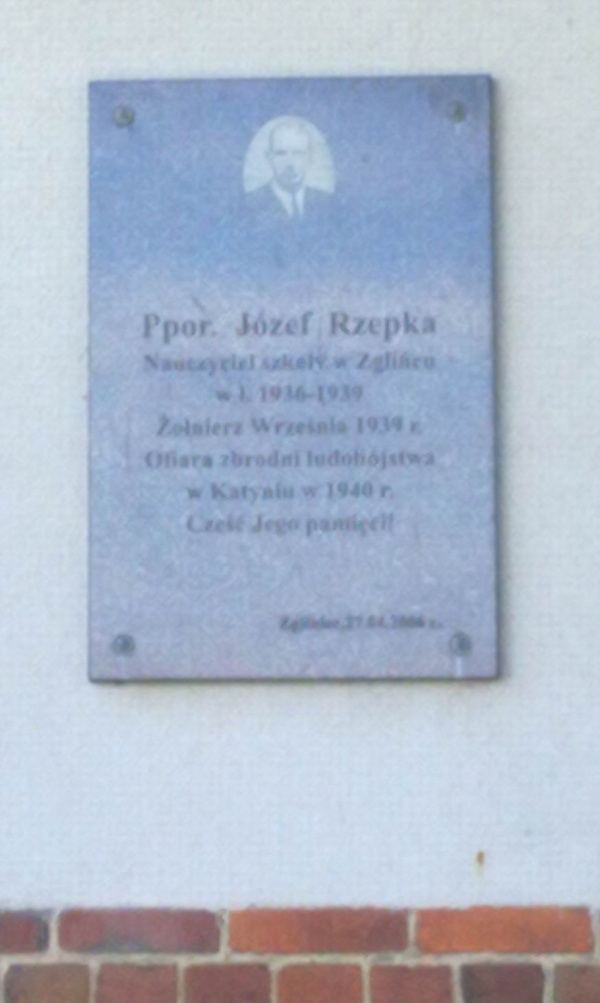 Ppor. Józef Rzepka
Nauczyciel szkoły w Zglińcu
w l. 1936-1939
Żołnierz Września 1939 r.
Ofiara zbrodni ludobójstwa
w Katyniu w 1940 r.
Cześć Jego pamięci!